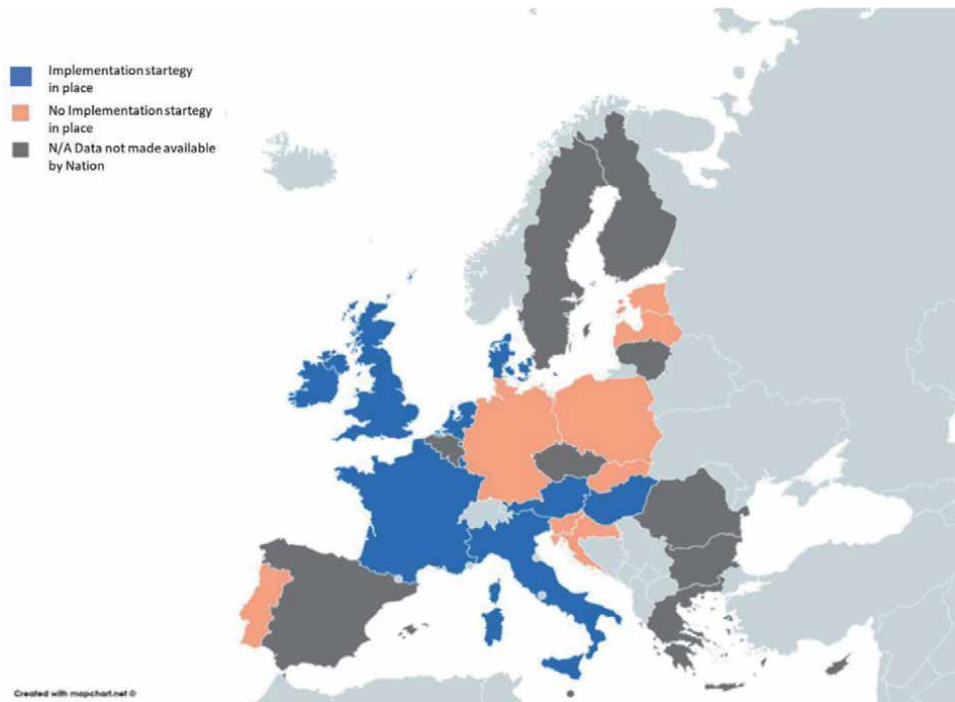 Implementation startegy
in place
No Implementation startegy
in place
N/A Data not made available
by Nation
Created with mapchart.net ©